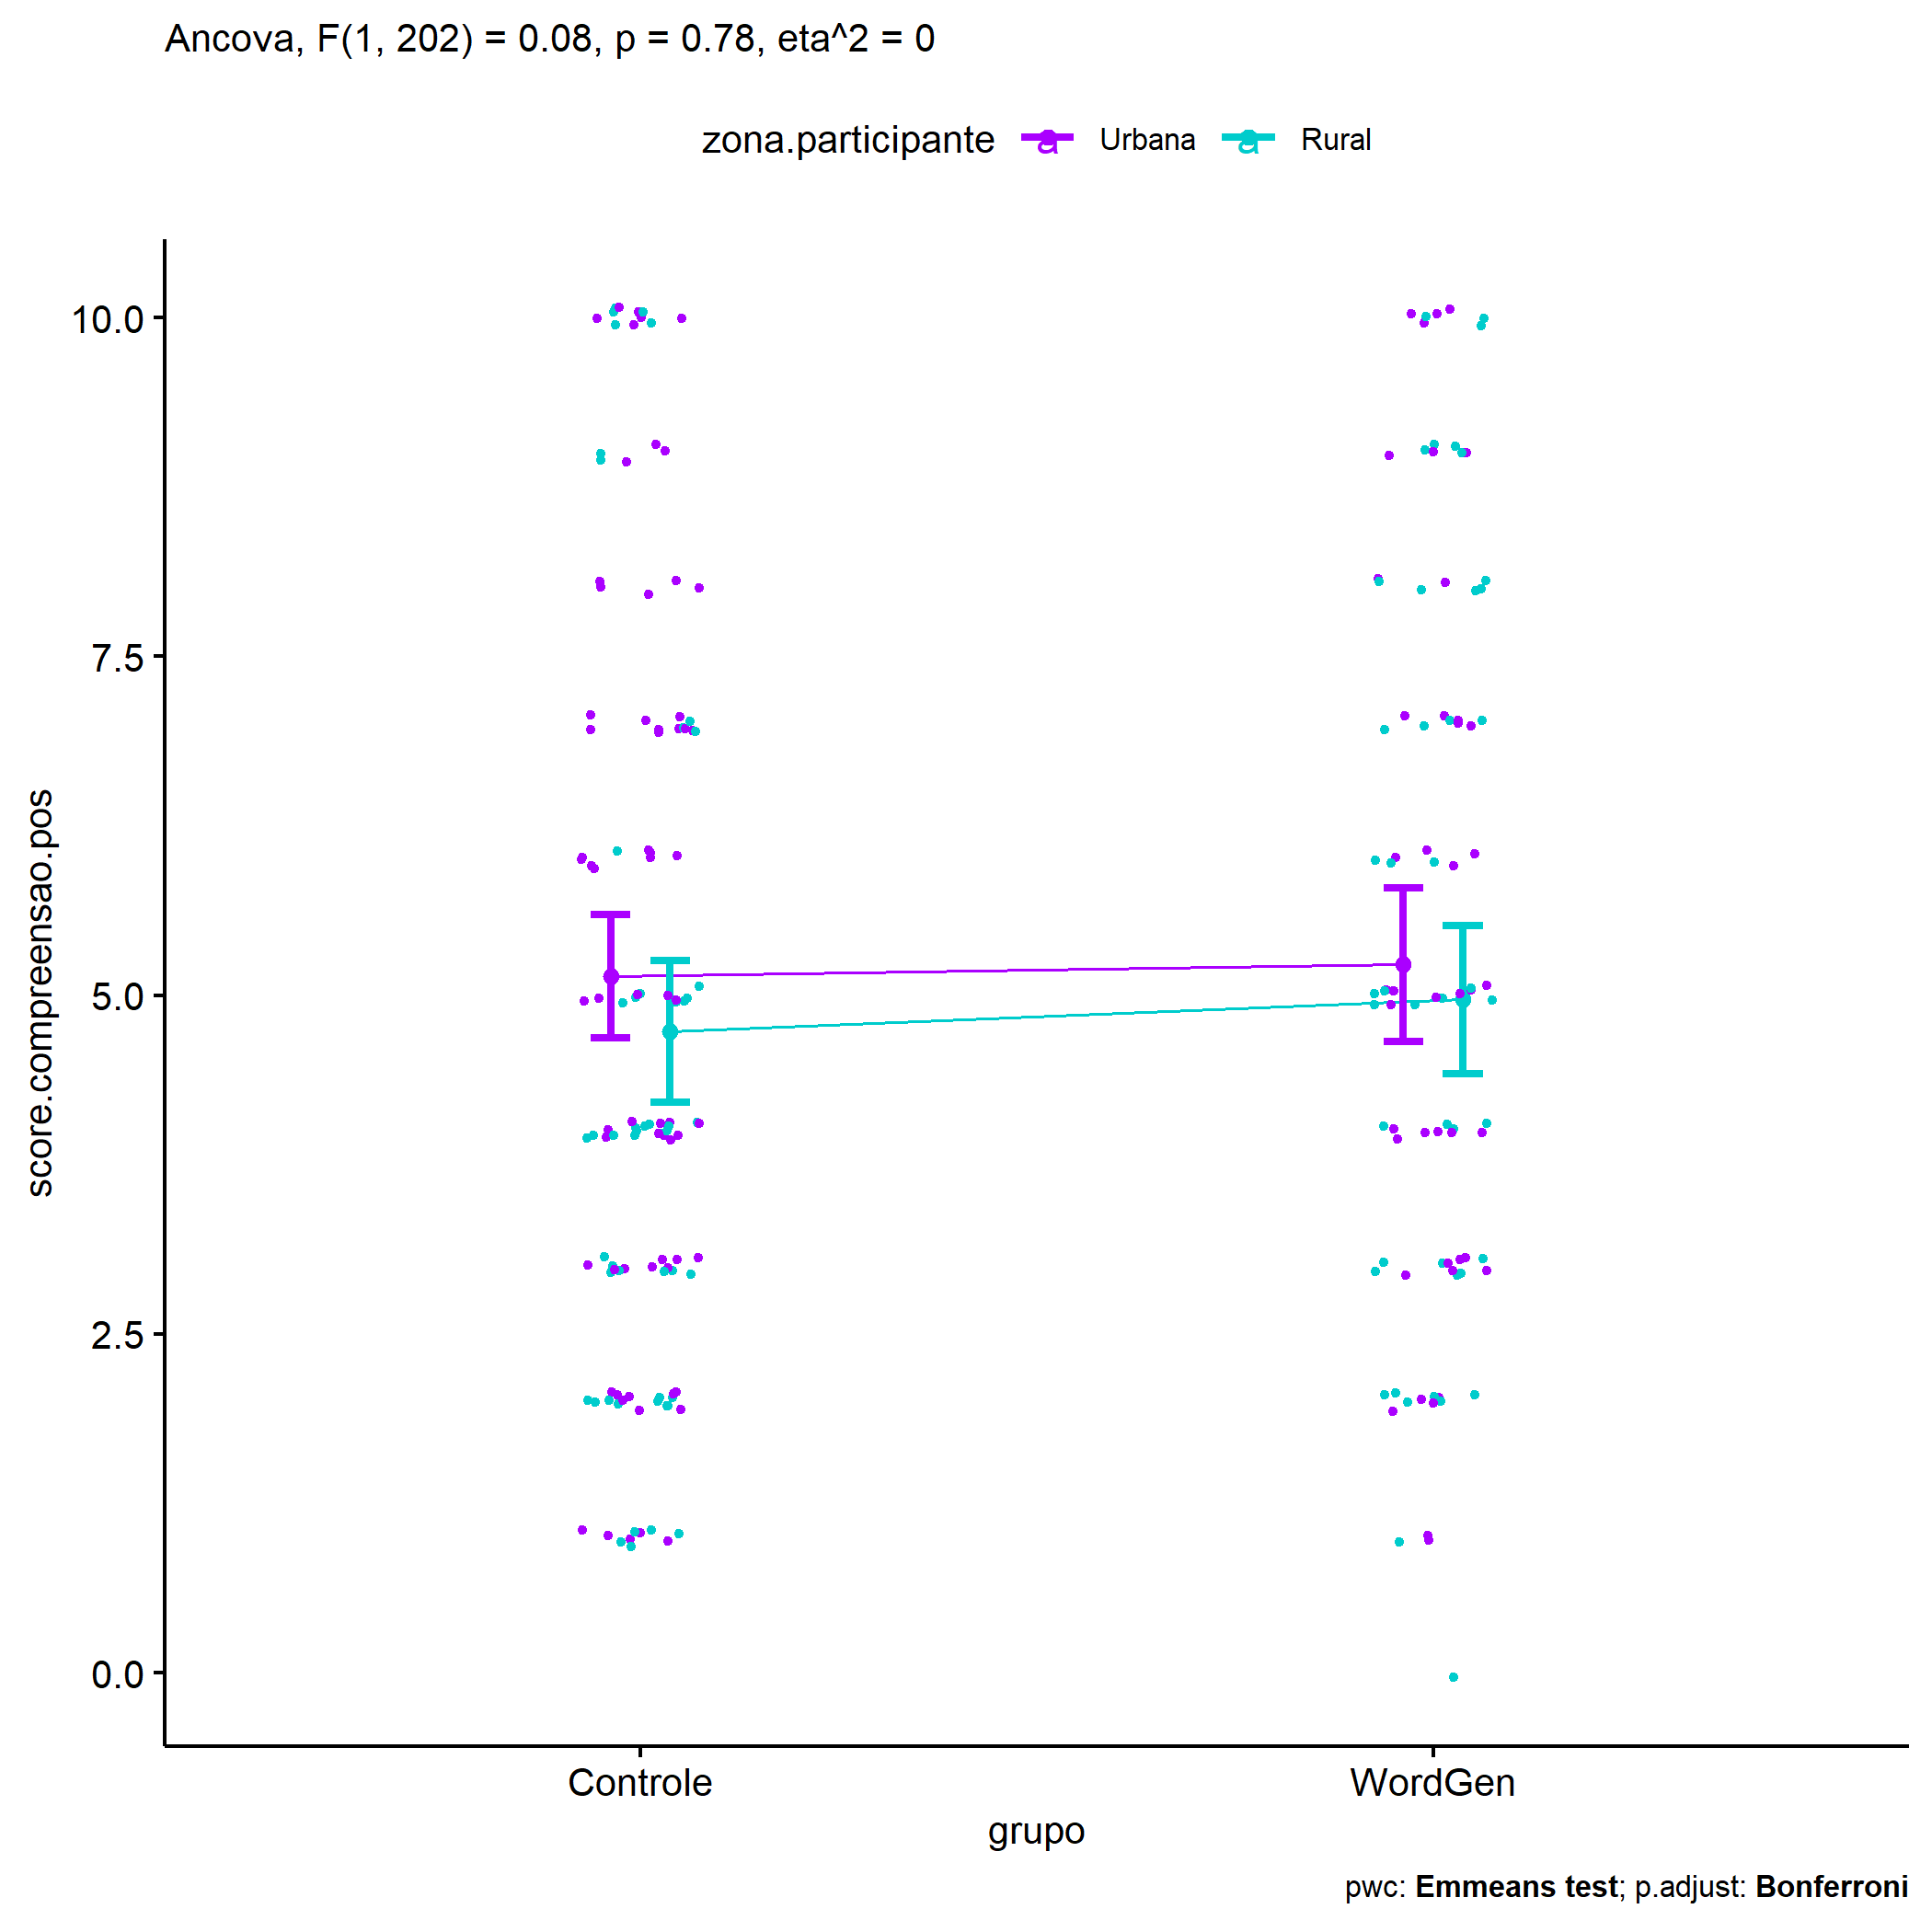 Ancova, F(1, 202) = 0.08, p = 0.78, eta^2 = 0
zona.participante a Urbana a Rural
10.0
7.5
5.0
2.5
0.0
score.compreensao.pos
Controle WordGen
grupo
pwc: Emmeans test; p.adjust: Bonferroni